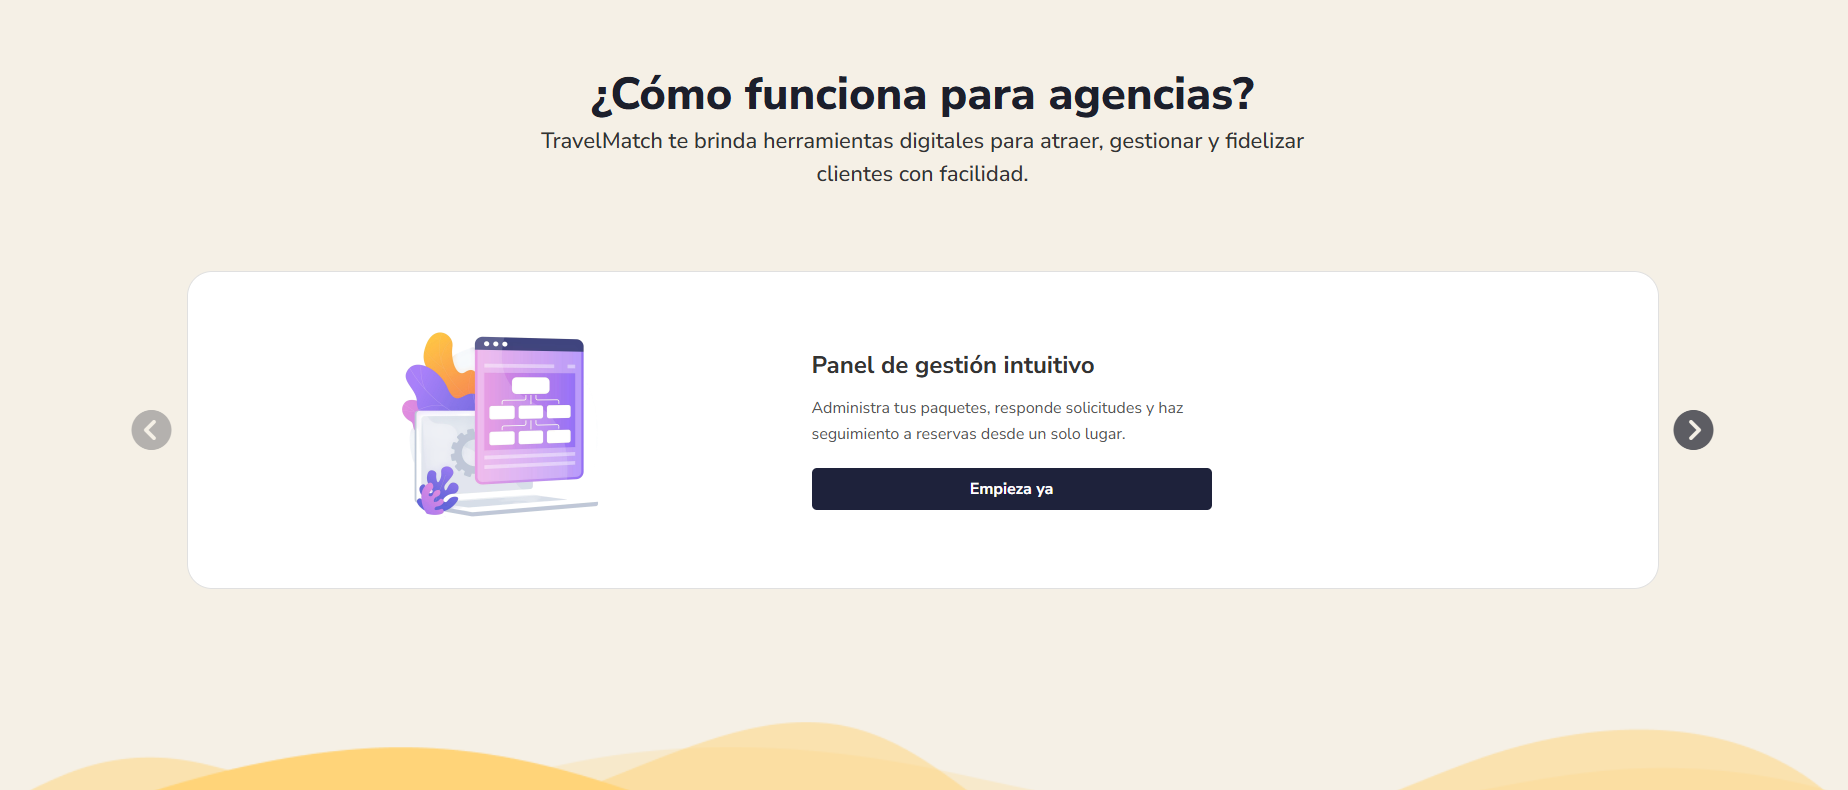 ¿Cómo funciona para agencias?
TravelMatch te brinda herramientas digitales para atraer, gestionar y fidelizar
clientes con facilidad.
Panel de gestión intuitivo
Administra tus paquetes, responde solicitudes y haz
seguimiento a reservas desde un solo lugar.
Empieza ya